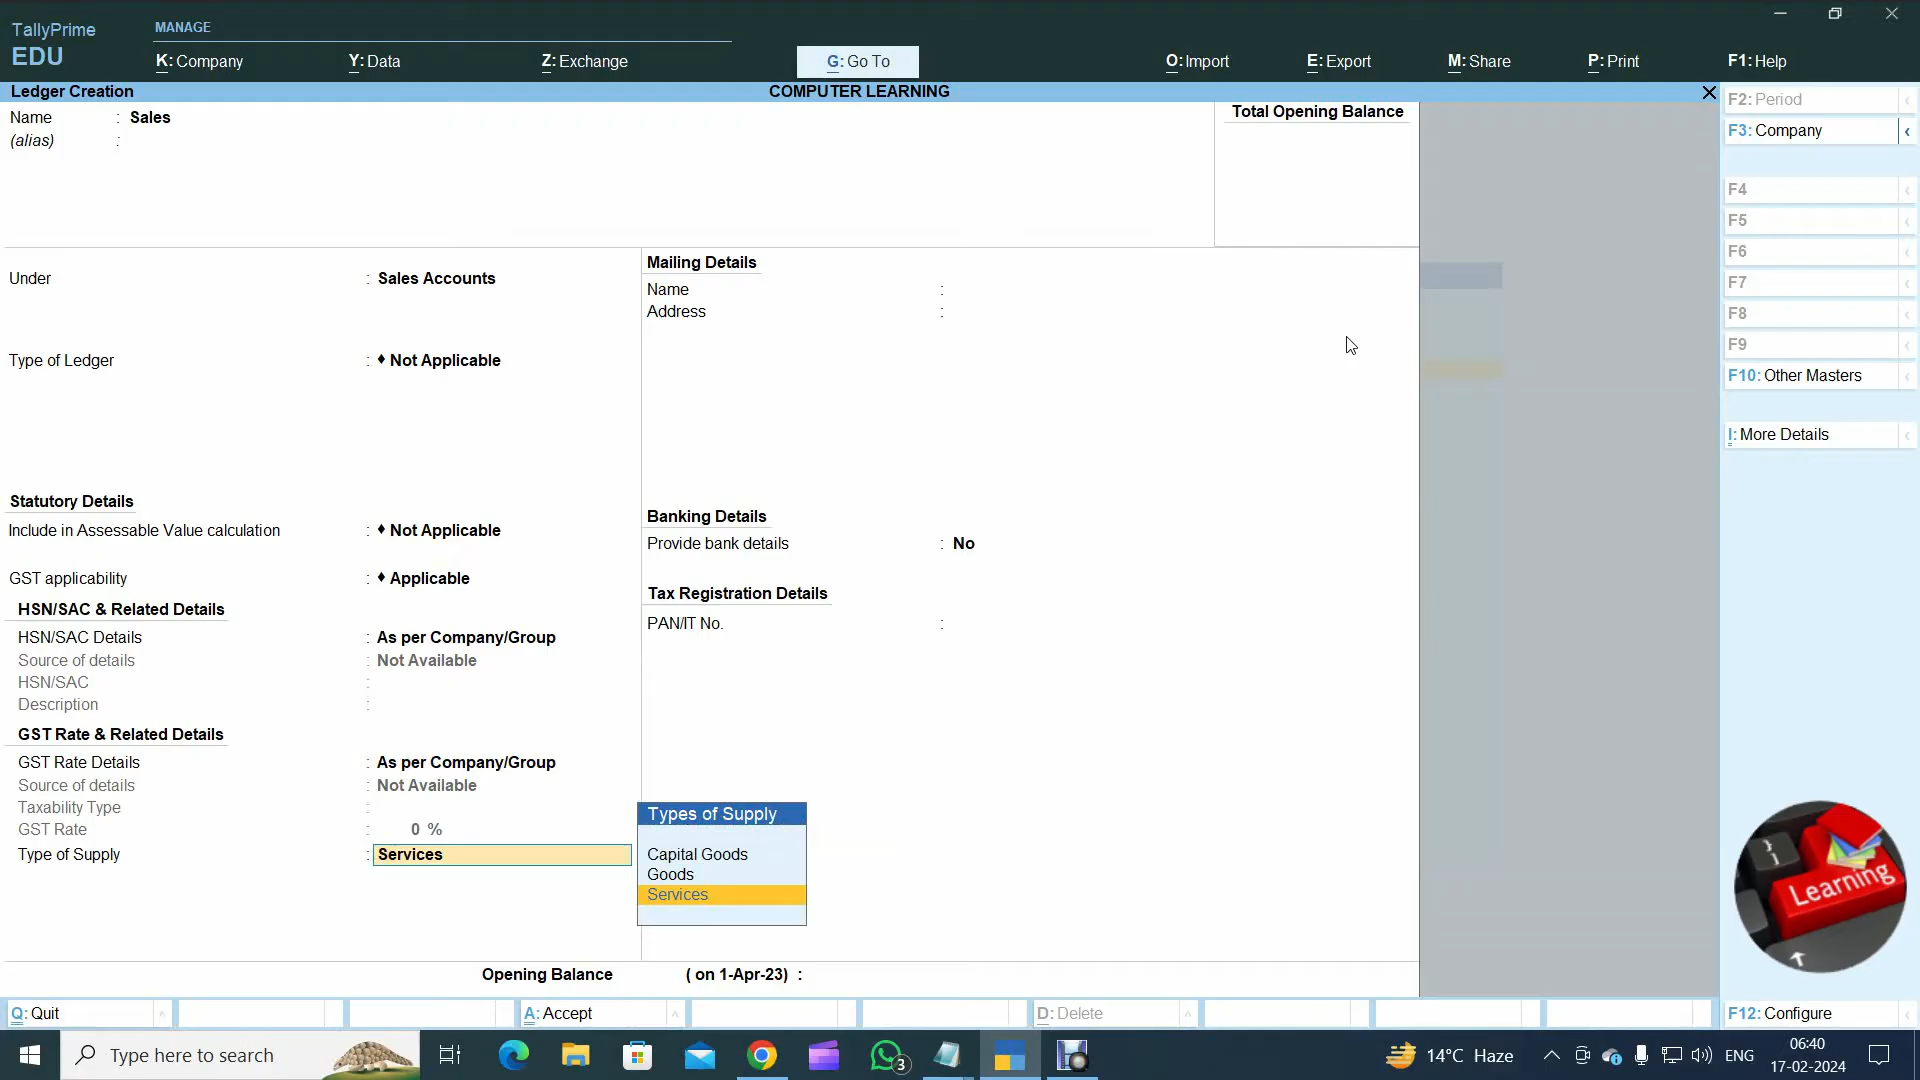 TallyPrime
EDU
MANAGE
K: Company
Y: Data
Z: Exchange
G: Go To
O: Import
E: Export
M: Share
P: Print
F1: Help
Ledger Creation
COMPUTER LEARNING
Name : Sales
(alias) :
Total Opening Balance
Under : Sales Accounts
Type of Ledger : ♦ Not Applicable
Statutory Details
Include in Assessable Value calculation : ♦ Not Applicable
GST applicability : ♦ Applicable
HSN/SAC & Related Details
HSN/SAC Details : As per Company/Group
Source of details : Not Available
HSN/SAC :
Description :
GST Rate & Related Details
GST Rate Details : As per Company/Group
Source of details : Not Available
Taxability Type :
GST Rate : 0 %
Type of Supply : Services
Mailing Details
Name :
Address :
Banking Details
Provide bank details : No
Tax Registration Details
PAN/IT No. :
Types of Supply
Capital Goods
Goods
Services
Opening Balance ( on 1-Apr-23) :
F2: Period
F3: Company
F4
F5
F6
F7
F8
F9
F10: Other Masters
I: More Details
Learning
F12: Configure
Q: Quit
A: Accept
D: Delete
Type here to search
3
14°C Haze
ENG
06:40
17-02-2024